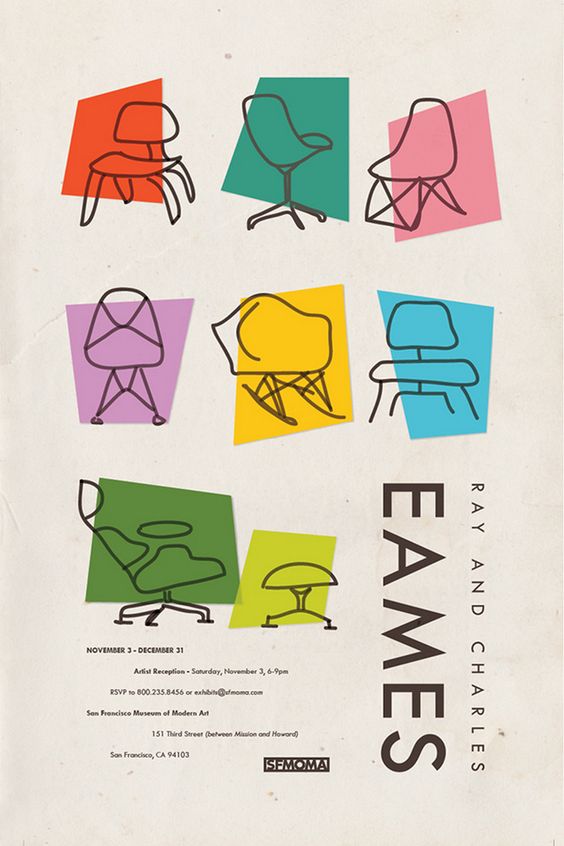 RAY AND CHARLES
EAMES
NOVEMBER 3 - DECEMBER 31
Artist Reception - Saturday, November 3, 6-9pm
RSVP to 800.235.8456 or exhibits@sfmoma.com
San Francisco Museum of Modern Art
151 Third Street (between Mission and Howard)
San Francisco, CA 94103
SFMOMA